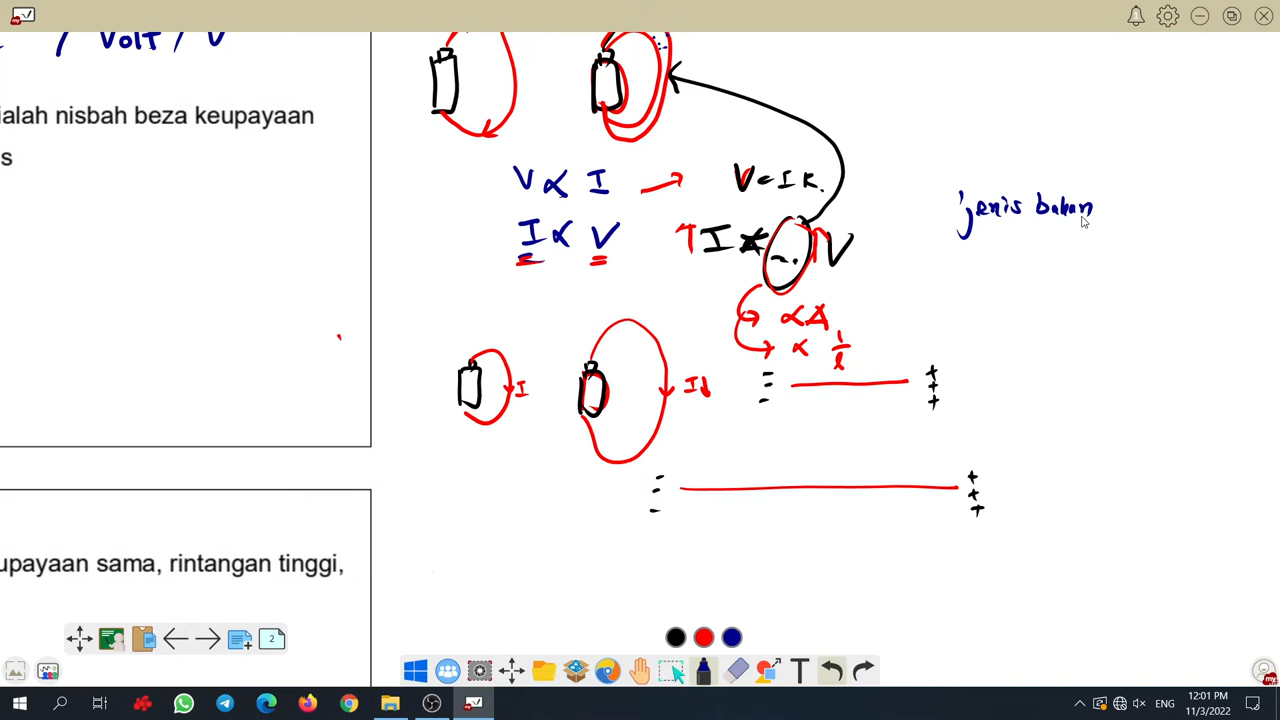 / Volt / V
ialah nisbah beza keupayaan
s
V ∝ I → V = I K.
jenis bahan
I ∝ V ↑ I ↑ V
∝ A
∝ 1/l
I
I↓
- +
- +
- +
- +
- +
- +
upayaan sama, rintangan tinggi,
2
12:01 PM
ENG
11/3/2022